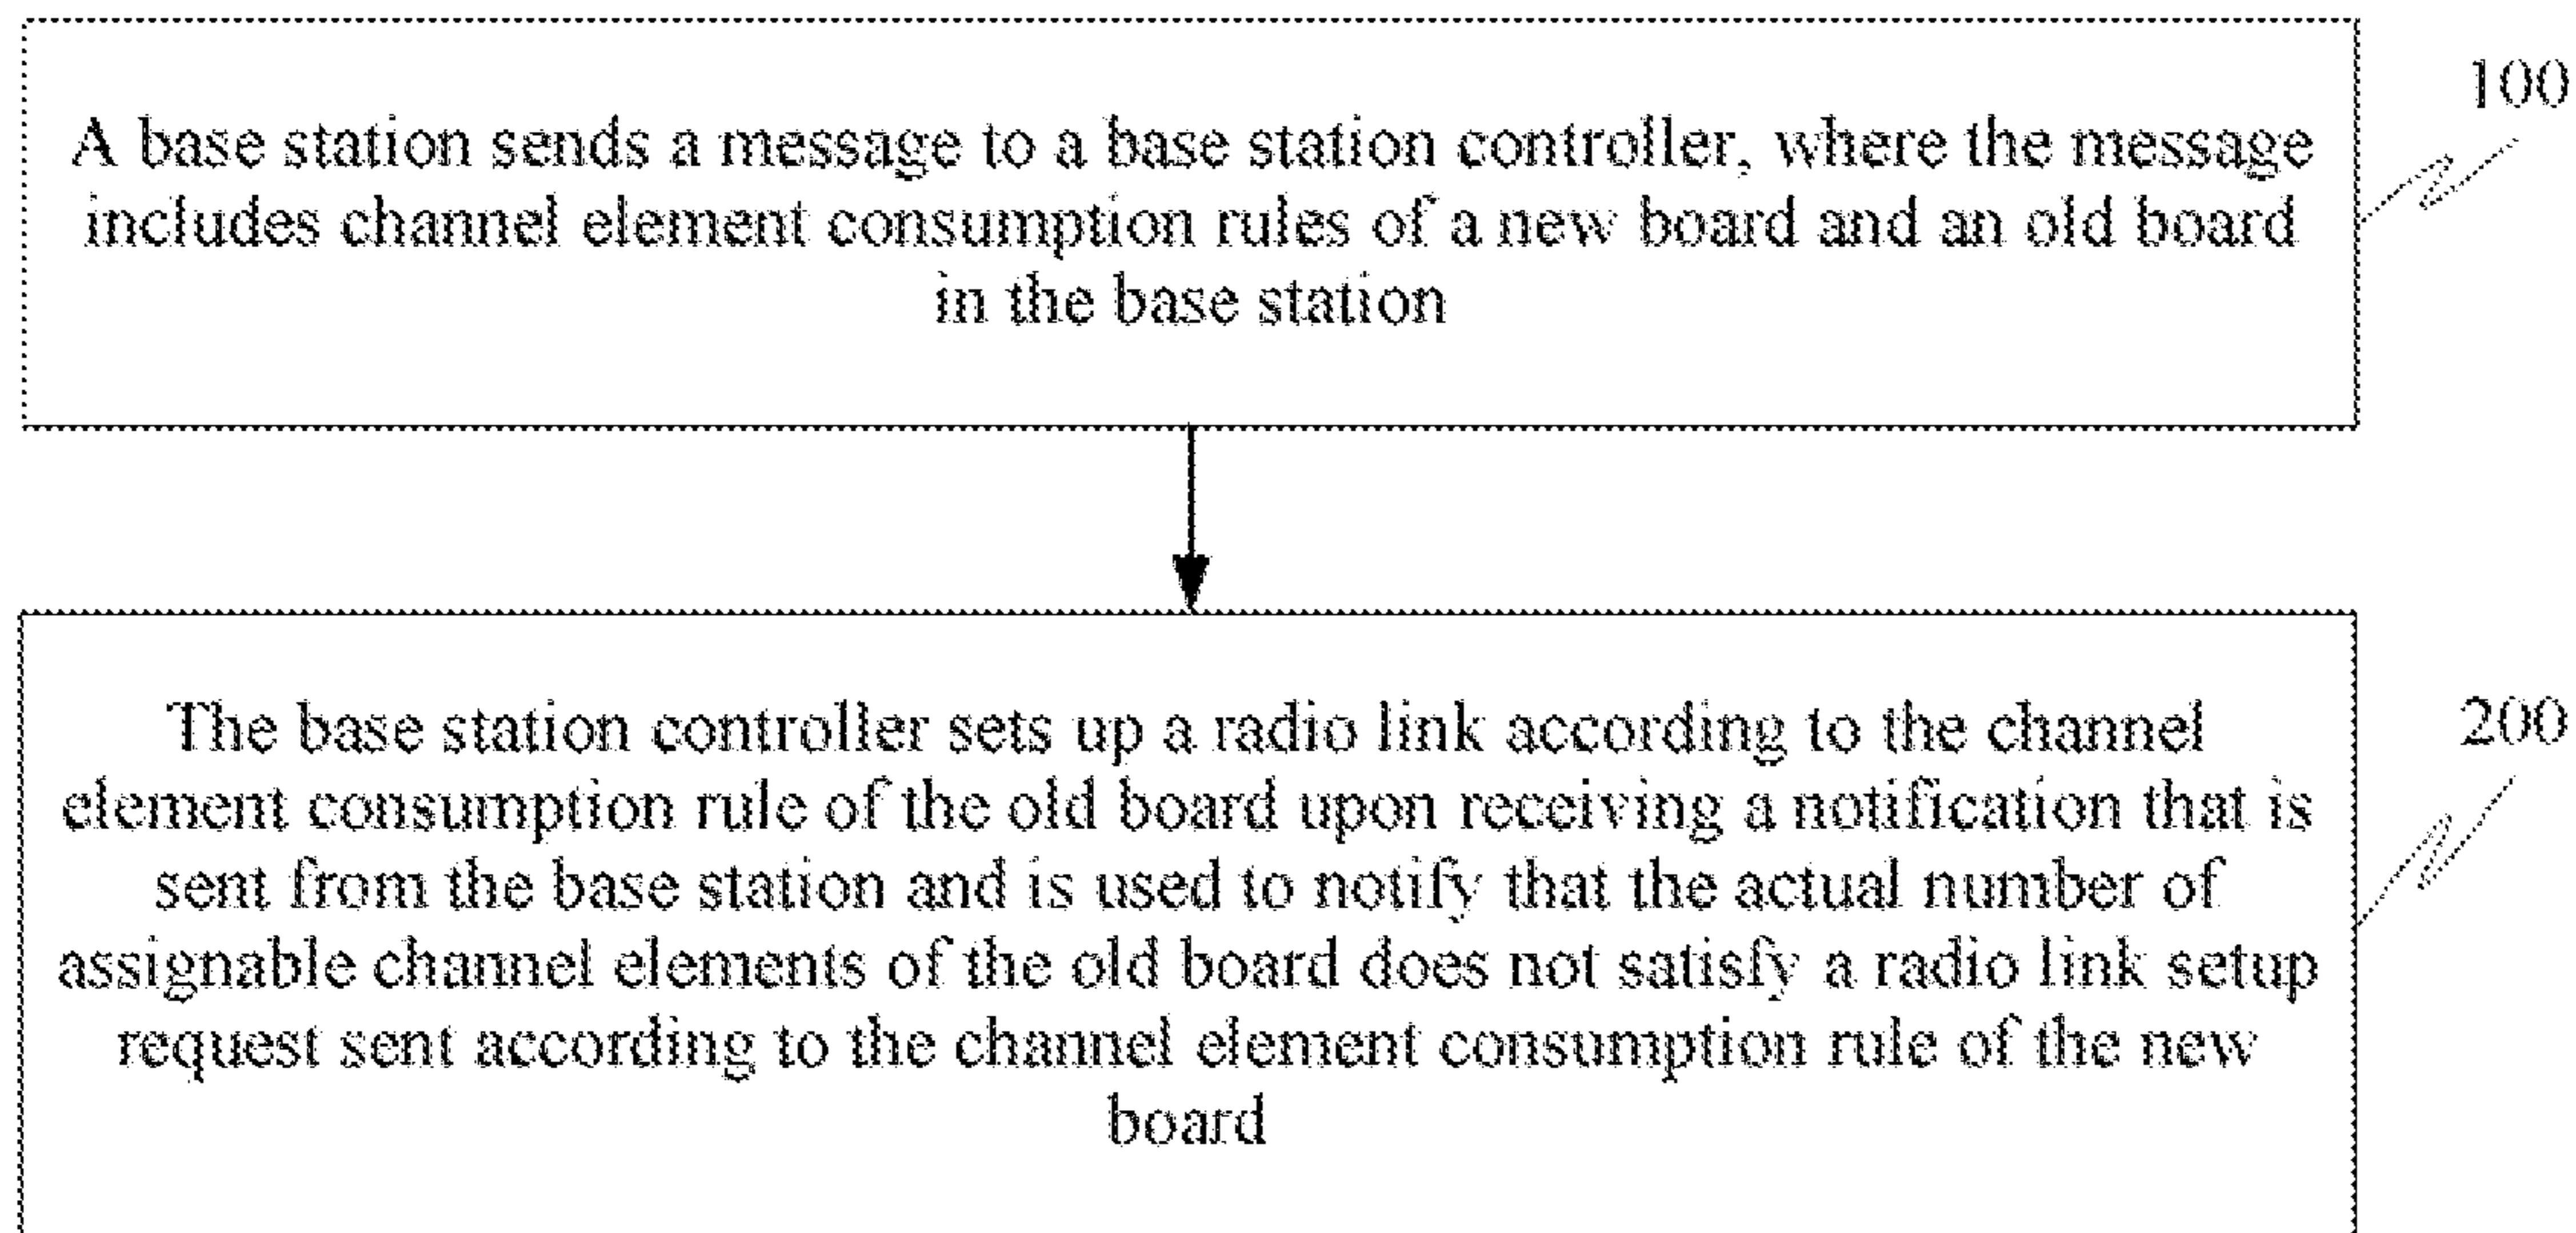 A base station sends a message to a base station controller, where the message
includes channel element consumption rules of a new board and an old board
in the base station
100
The base station controller sets up a radio link according to the channel
element consumption rule of the old board upon receiving a notification that is
sent from the base station and is used to notify that the actual number of
assignable channel elements of the old board does not satisfy a radio link setup
request sent according to the channel element consumption rule of the new
board
200